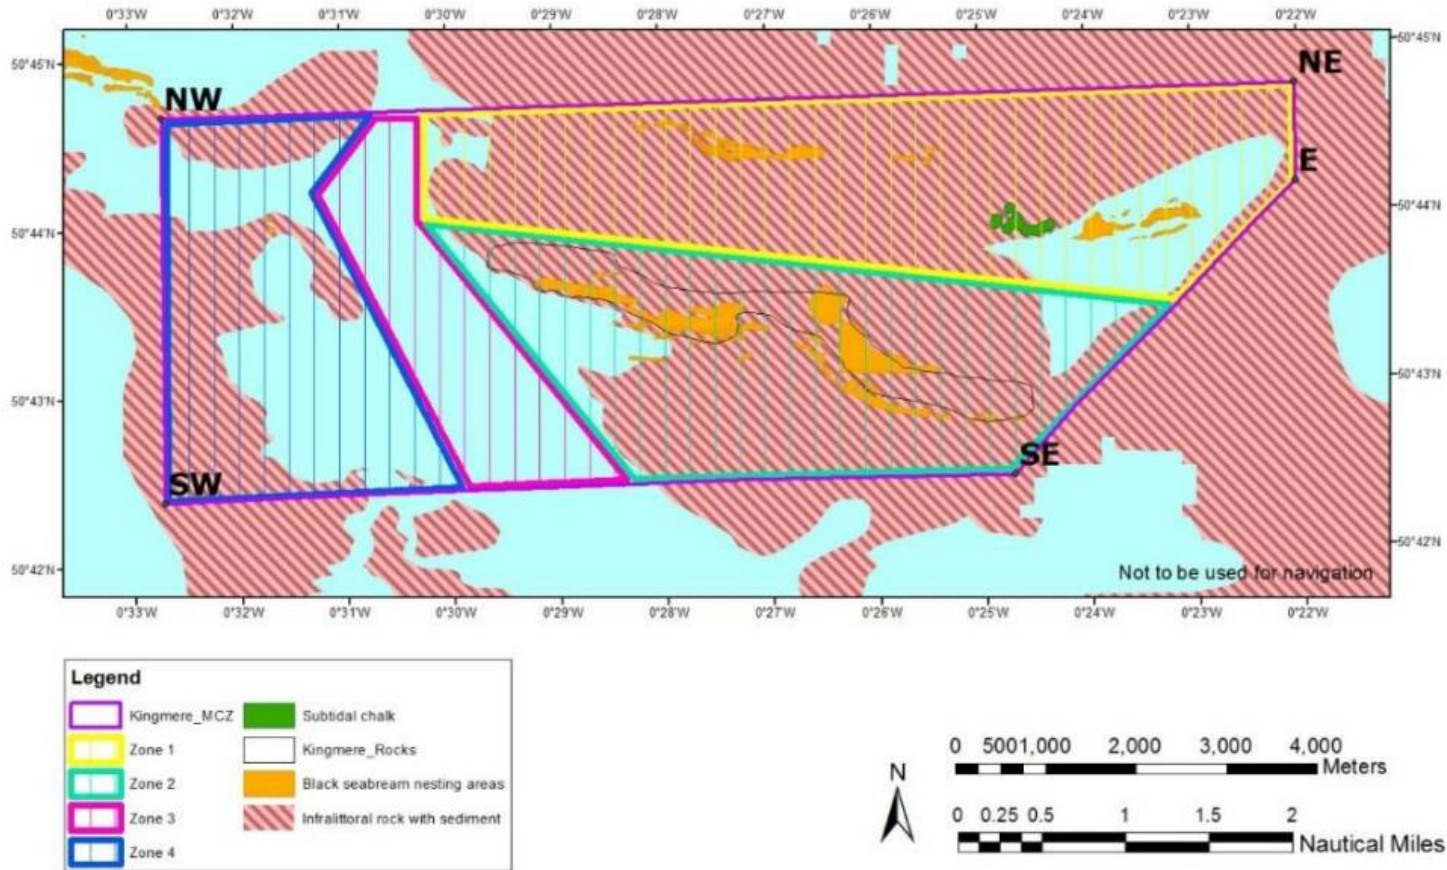 0°33'W 0°32'W 0°31'W 0°30'W 0°29'W 0°28'W 0°27'W 0°26'W 0°25'W 0°24'W 0°23'W 0°22'W
50°45'N
50°45'N
NE
NW
E
50°44'N
50°44'N
50°43'N
50°43'N
SE
SW
50°42'N
50°42'N
Not to be used for navigation
0°33'W 0°32'W 0°31'W 0°30'W 0°29'W 0°28'W 0°27'W 0°26'W 0°25'W 0°24'W 0°23'W 0°22'W
Legend
Kingmere_MCZ
Zone 1
Zone 2
Zone 3
Zone 4
Subtidal chalk
Kingmere_Rocks
Black seabream nesting areas
Infralittoral rock with sediment
N
0 5001,000 2,000 3,000 4,000
Meters
0 0.25 0.5 1 1.5 2
Nautical Miles